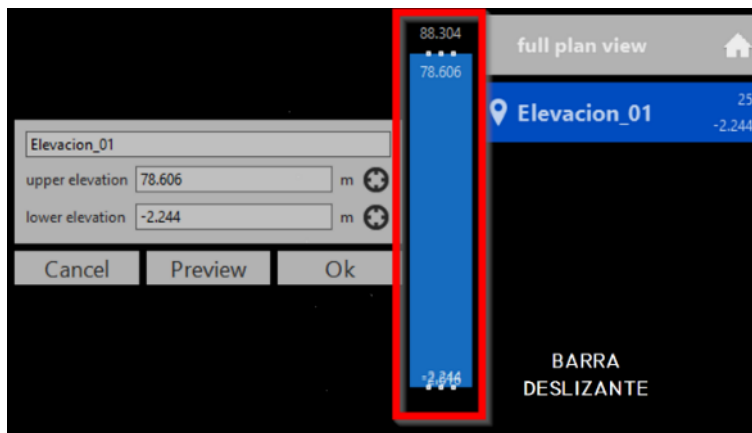 88.304
78.606
full plan view
Elevacion_01
25
-2.244
Elevacion_01
upper elevation 78.606 m
lower elevation -2.244 m
Cancel Preview Ok
BARRA
DESLIZANTE